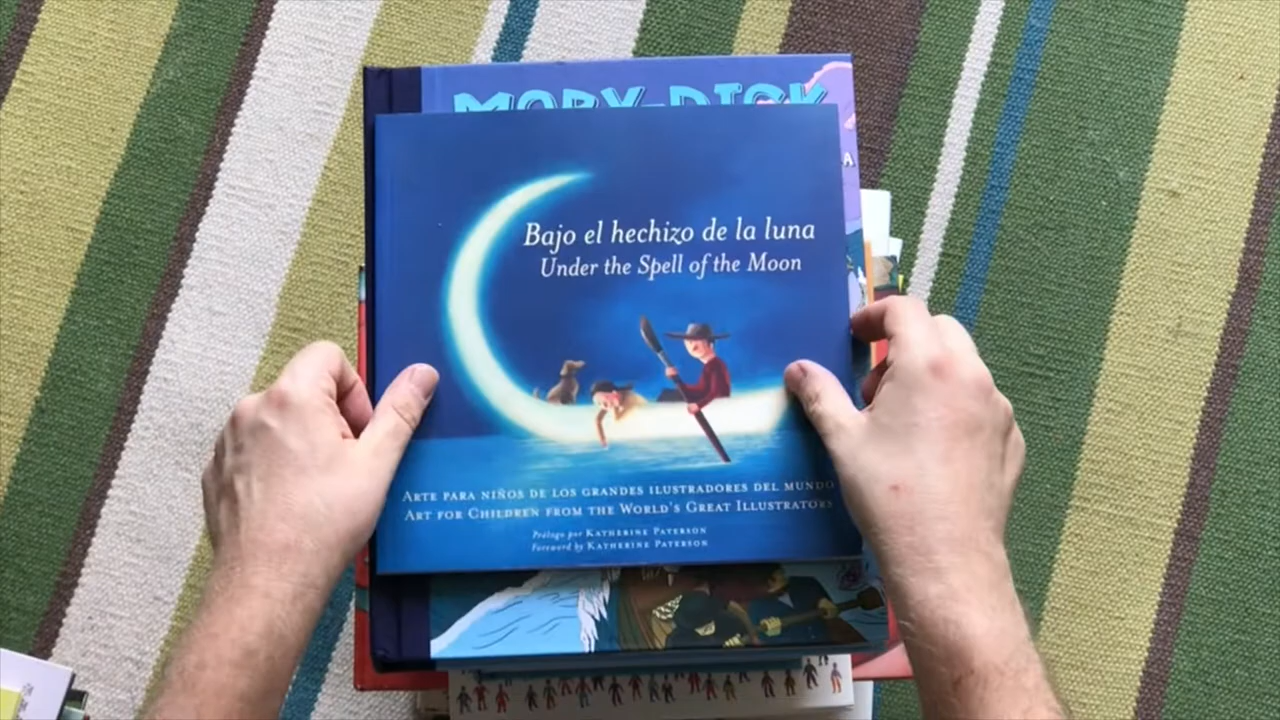 MOBY-DICK
A
Bajo el hechizo de la luna
Under the Spell of the Moon
Arte para niños de los grandes ilustradores del mundo
Art for Children from the World's Great Illustrators
Prólogo por Katherine Paterson
Foreword by Katherine Paterson